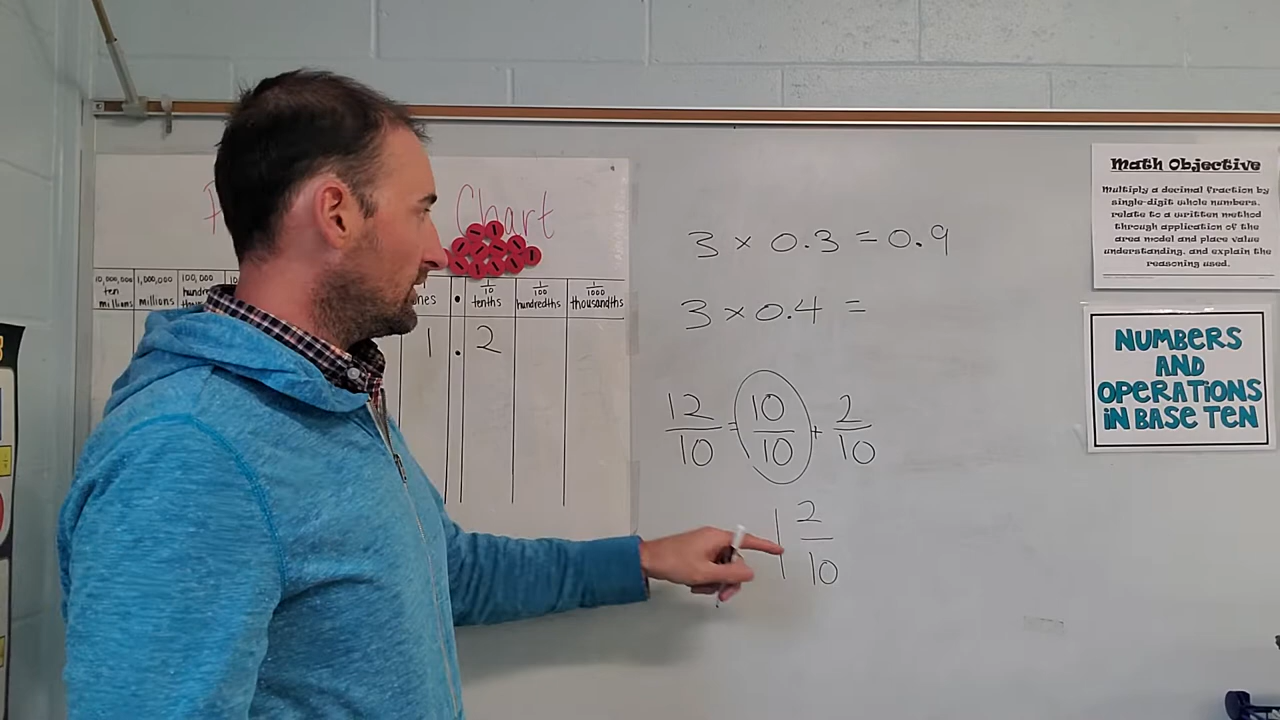 Chart
10,000,000 ten millions
1,000,000 millions
100,000
.
1/10 tenths
1/100 hundredths
1/1000 thousandths
1 . 2
3 × 0.3 = 0.9
3 × 0.4 =
12/10 = 10/10 + 2/10
1 2/10
Math Objective
Multiply a decimal fraction by
single-digit whole numbers,
relate to a written method
through application of the
area model and place value
understanding, and explain the
reasoning used.
NUMBERS
AND
OPERATIONS
IN BASE TEN